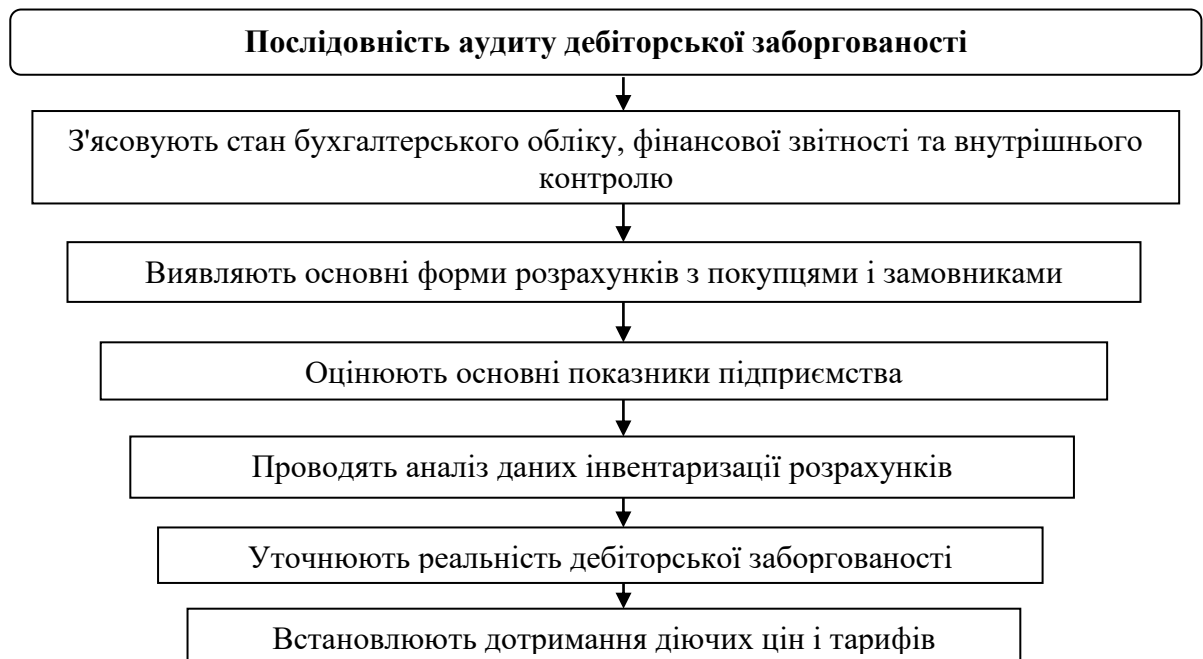 Послідовність аудиту дебіторської заборгованості
З'ясовують стан бухгалтерського обліку, фінансової звітності та внутрішнього
контролю
Виявляють основні форми розрахунків з покупцями і замовниками
Оцінюють основні показники підприємства
Проводять аналіз даних інвентаризації розрахунків
Уточнюють реальність дебіторської заборгованості
Встановлюють дотримання діючих цін і тарифів